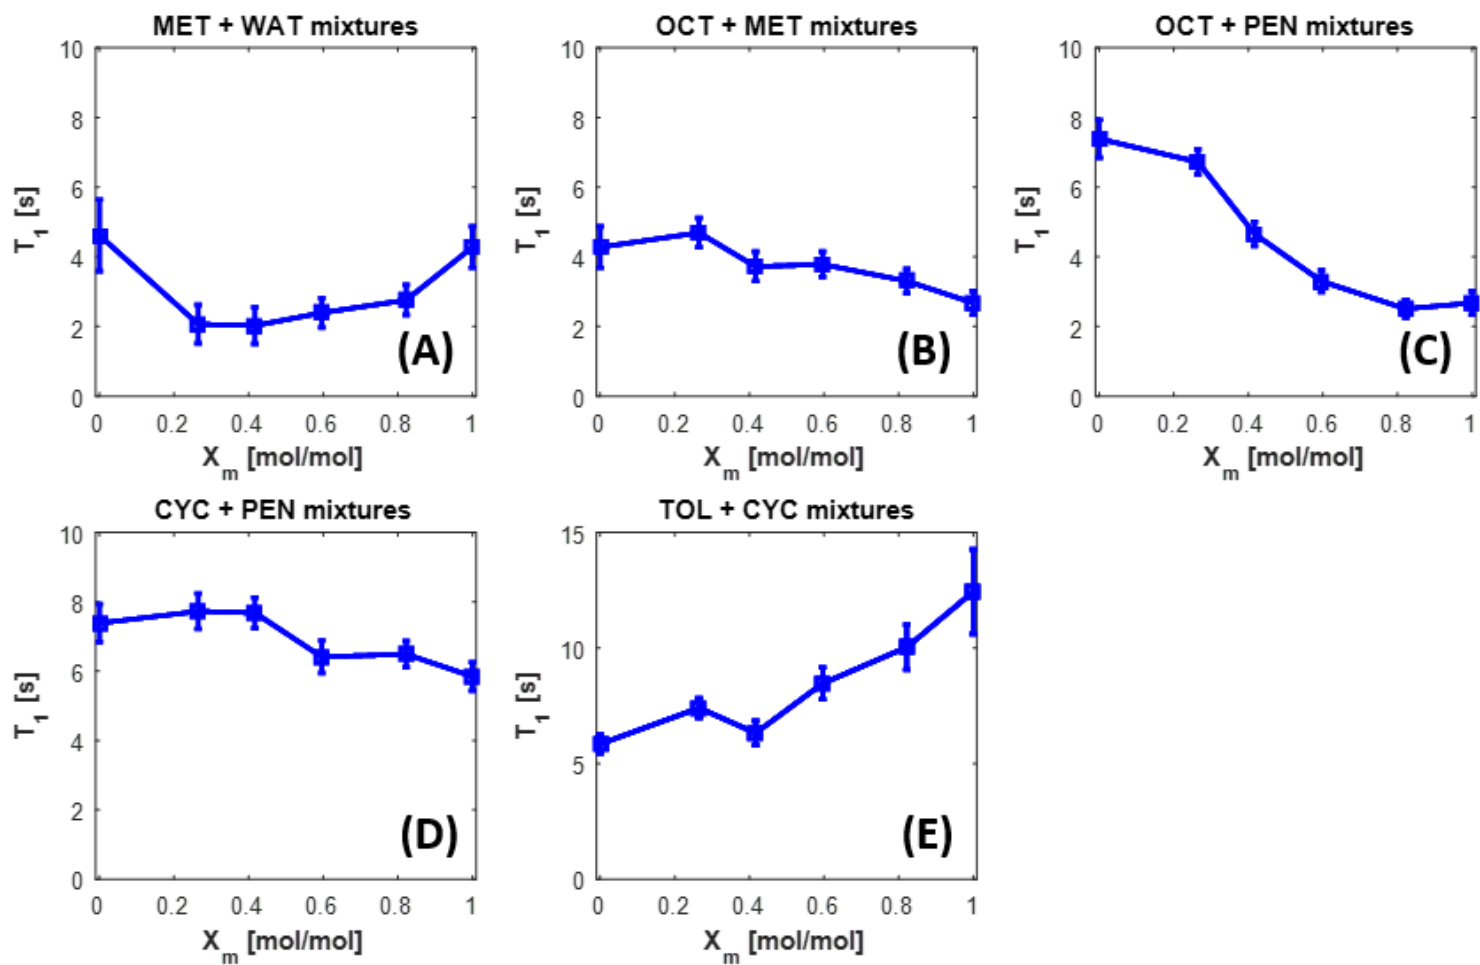 MET + WAT mixtures
10
8
6
4
2
0
T1 [s]
(A)
0 0.2 0.4 0.6 0.8 1
Xm [mol/mol]
OCT + MET mixtures
10
8
6
4
2
0
T1 [s]
(B)
0 0.2 0.4 0.6 0.8 1
Xm [mol/mol]
OCT + PEN mixtures
10
8
6
4
2
0
T1 [s]
(C)
0 0.2 0.4 0.6 0.8 1
Xm [mol/mol]
CYC + PEN mixtures
10
8
6
4
2
0
T1 [s]
(D)
0 0.2 0.4 0.6 0.8 1
Xm [mol/mol]
TOL + CYC mixtures
15
10
5
0
T1 [s]
(E)
0 0.2 0.4 0.6 0.8 1
Xm [mol/mol]